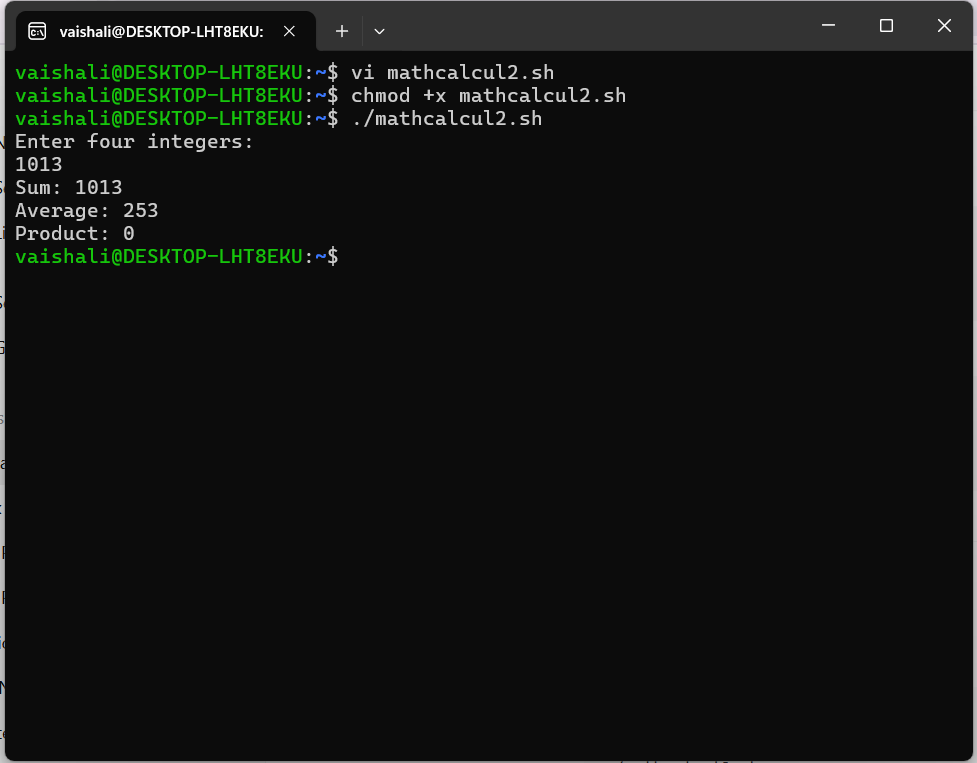 vaishali@DESKTOP-LHT8EKU:
vaishali@DESKTOP-LHT8EKU:~$ vi mathcalcul2.sh
vaishali@DESKTOP-LHT8EKU:~$ chmod +x mathcalcul2.sh
vaishali@DESKTOP-LHT8EKU:~$ ./mathcalcul2.sh
Enter four integers:
1013
Sum: 1013
Average: 253
Product: 0
vaishali@DESKTOP-LHT8EKU:~$